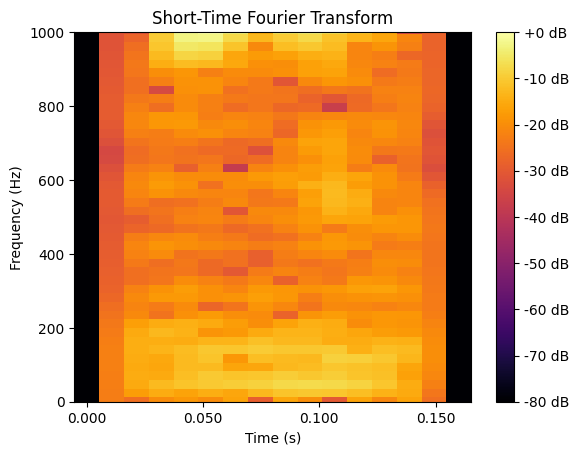 Short-Time Fourier Transform
Frequency (Hz)
1000
800
600
400
200
0
0.000
0.050
0.100
0.150
Time (s)
+0 dB
-10 dB
-20 dB
-30 dB
-40 dB
-50 dB
-60 dB
-70 dB
-80 dB